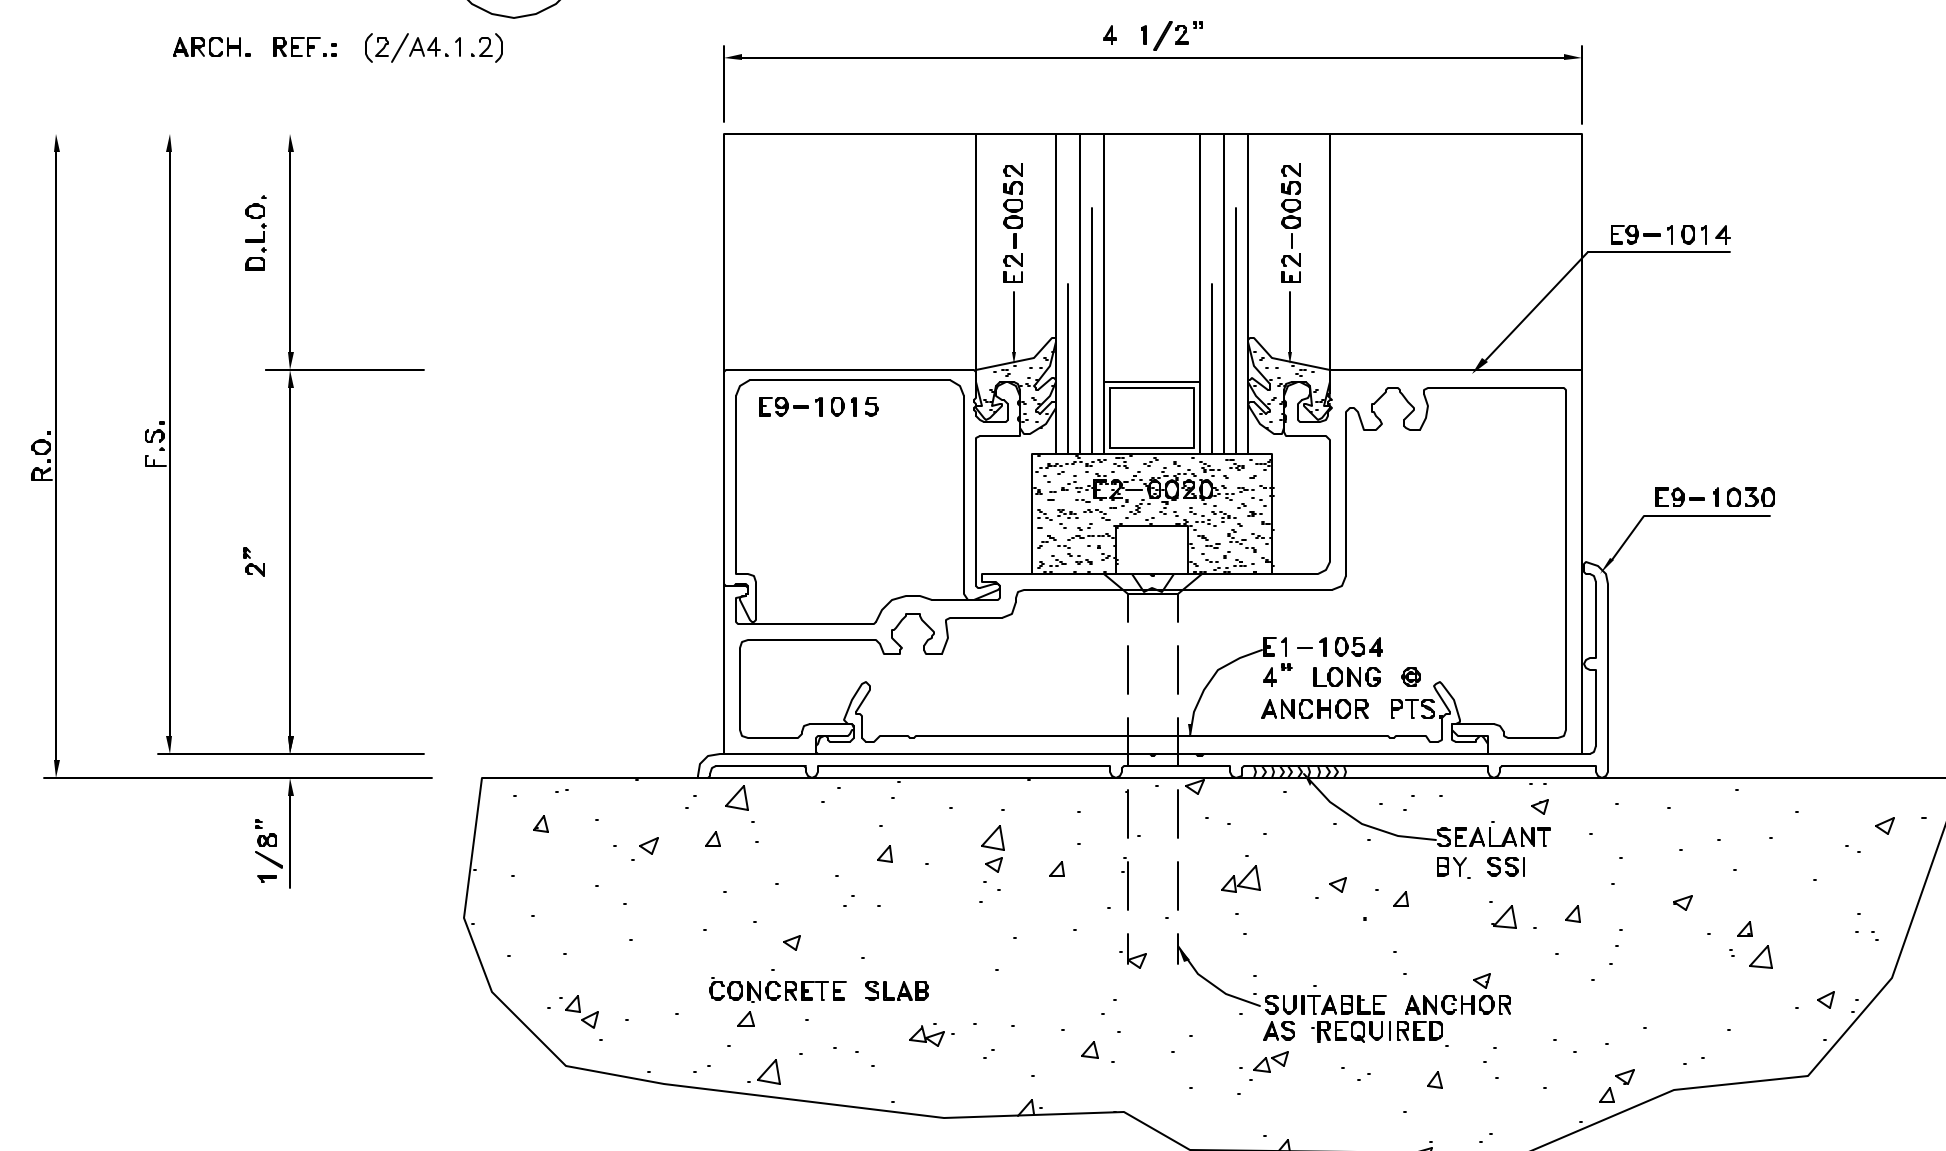 ARCH. REF.: (2/A4.1.2)
4 1/2"
D.L.O.
E2-0052
E2-0052
E9-1014
E9-1015
R.O.
F.S.
2"
E2-0020
E9-1030
E1-1054
4" LONG @
ANCHOR PTS.
1/8"
SEALANT
BY SSI
CONCRETE SLAB
SUITABLE ANCHOR
AS REQUIRED